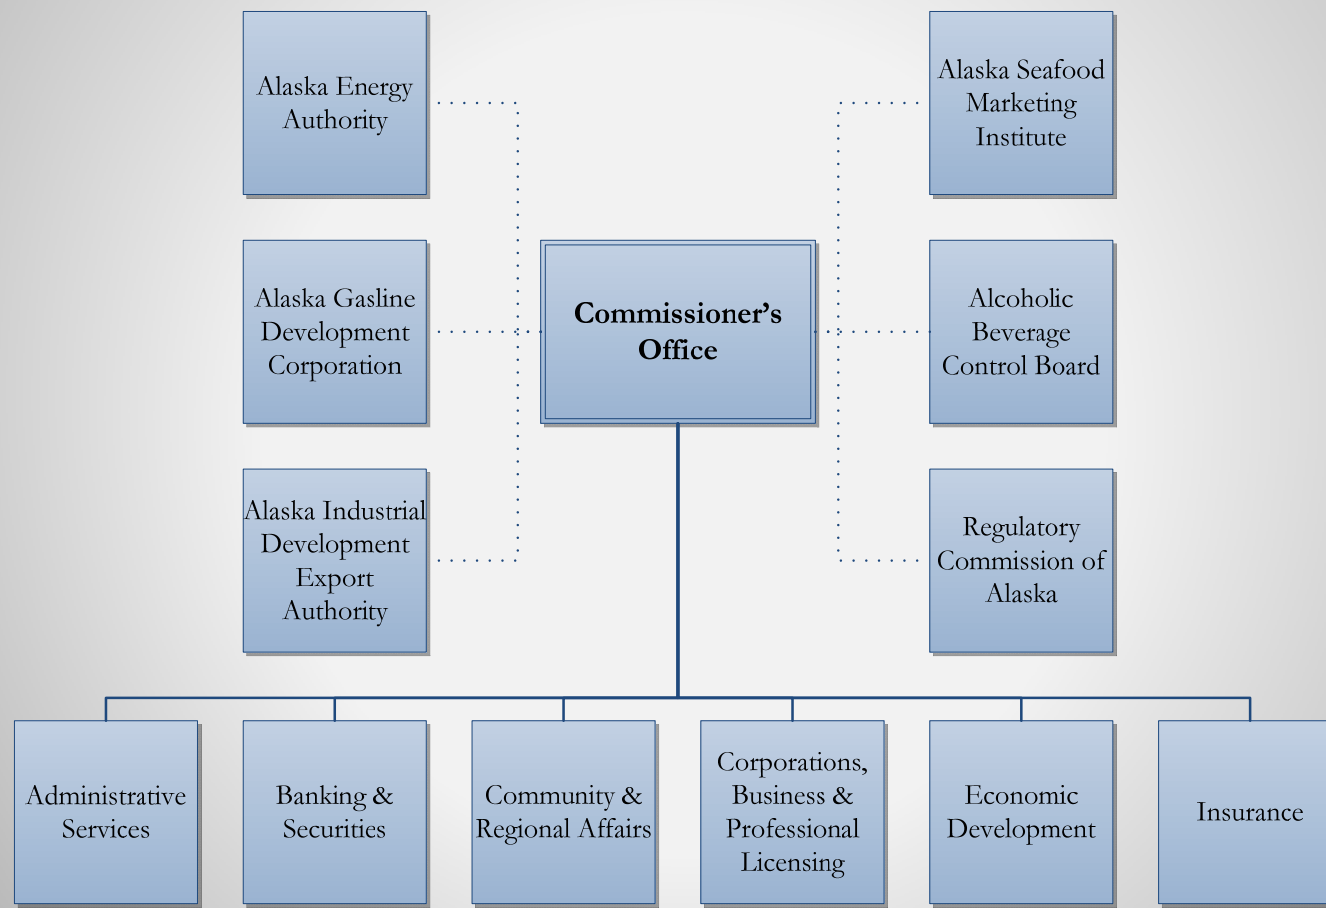 Alaska Energy
Authority
Alaska Seafood
Marketing
Institute
Alaska Gasline
Development
Corporation
Commissioner’s
Office
Alcoholic
Beverage
Control Board
Alaska Industrial
Development
Export
Authority
Regulatory
Commission of
Alaska
Administrative
Services
Banking &
Securities
Community &
Regional Affairs
Corporations,
Business &
Professional
Licensing
Economic
Development
Insurance